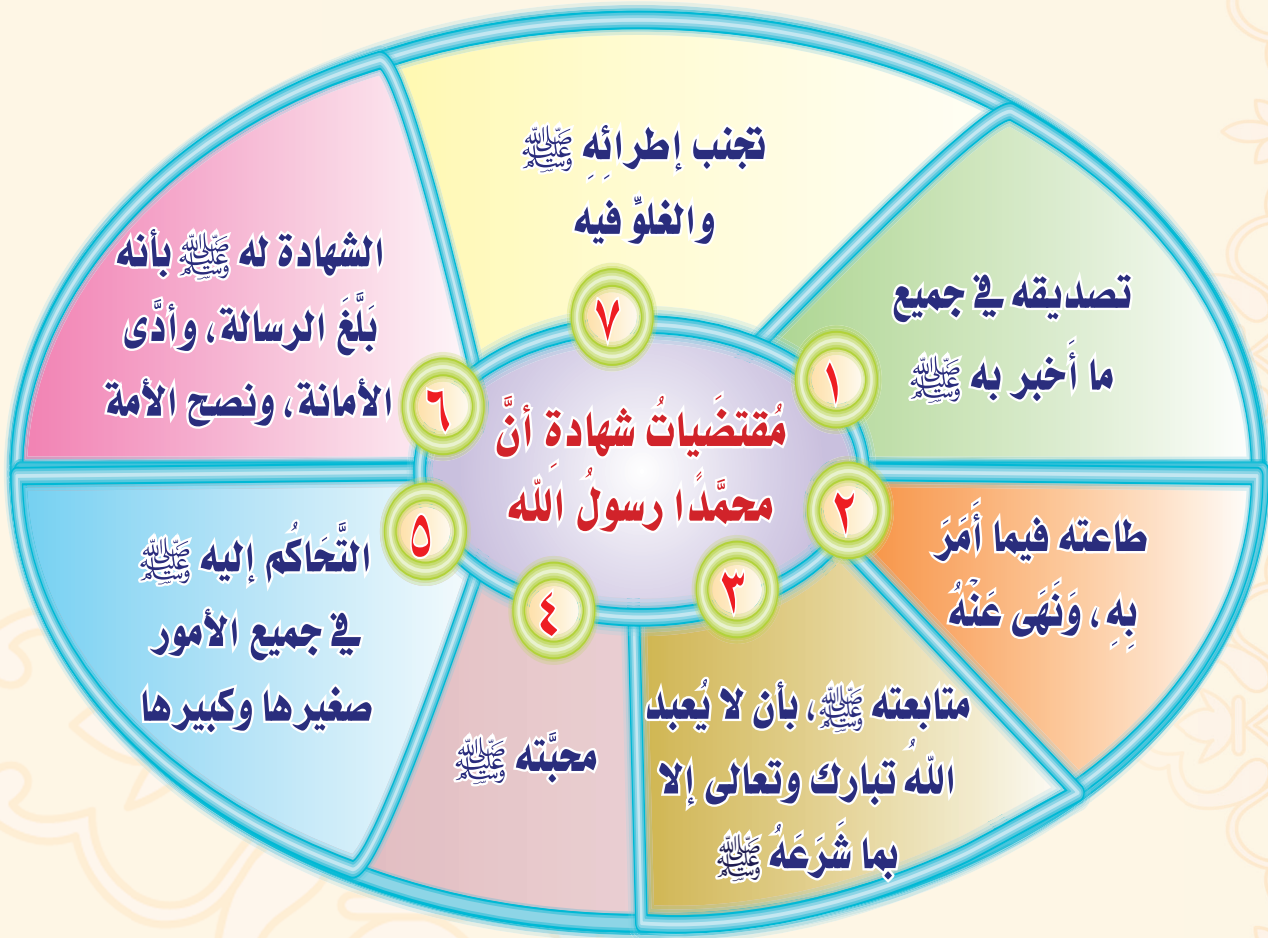 مُقتضَياتُ شهادةِ أنَّ
محمَّدًا رسولُ اللّٰه
١
تصديقه في جميع
ما أَخبر به ﷺ
٢
طاعته فيما أَمَرَ
بِهِ، وَنَهَى عَنْهُ
٣
متابعته ﷺ، بأن لا يُعبد
اللّٰهُ تبارك وتعالى إلا
بما شَرَعَهُ ﷺ
٤
محبَّته ﷺ
٥
التَّحَاكُم إليه ﷺ
في جميع الأمور
صغيرها وكبيرها
٦
الشهادة له ﷺ بأنه
بَلَّغَ الرسالة، وأدَّى
الأمانة، ونصح الأمة
٧
تجنب إطرائِهِ ﷺ
والغلوِّ فيه